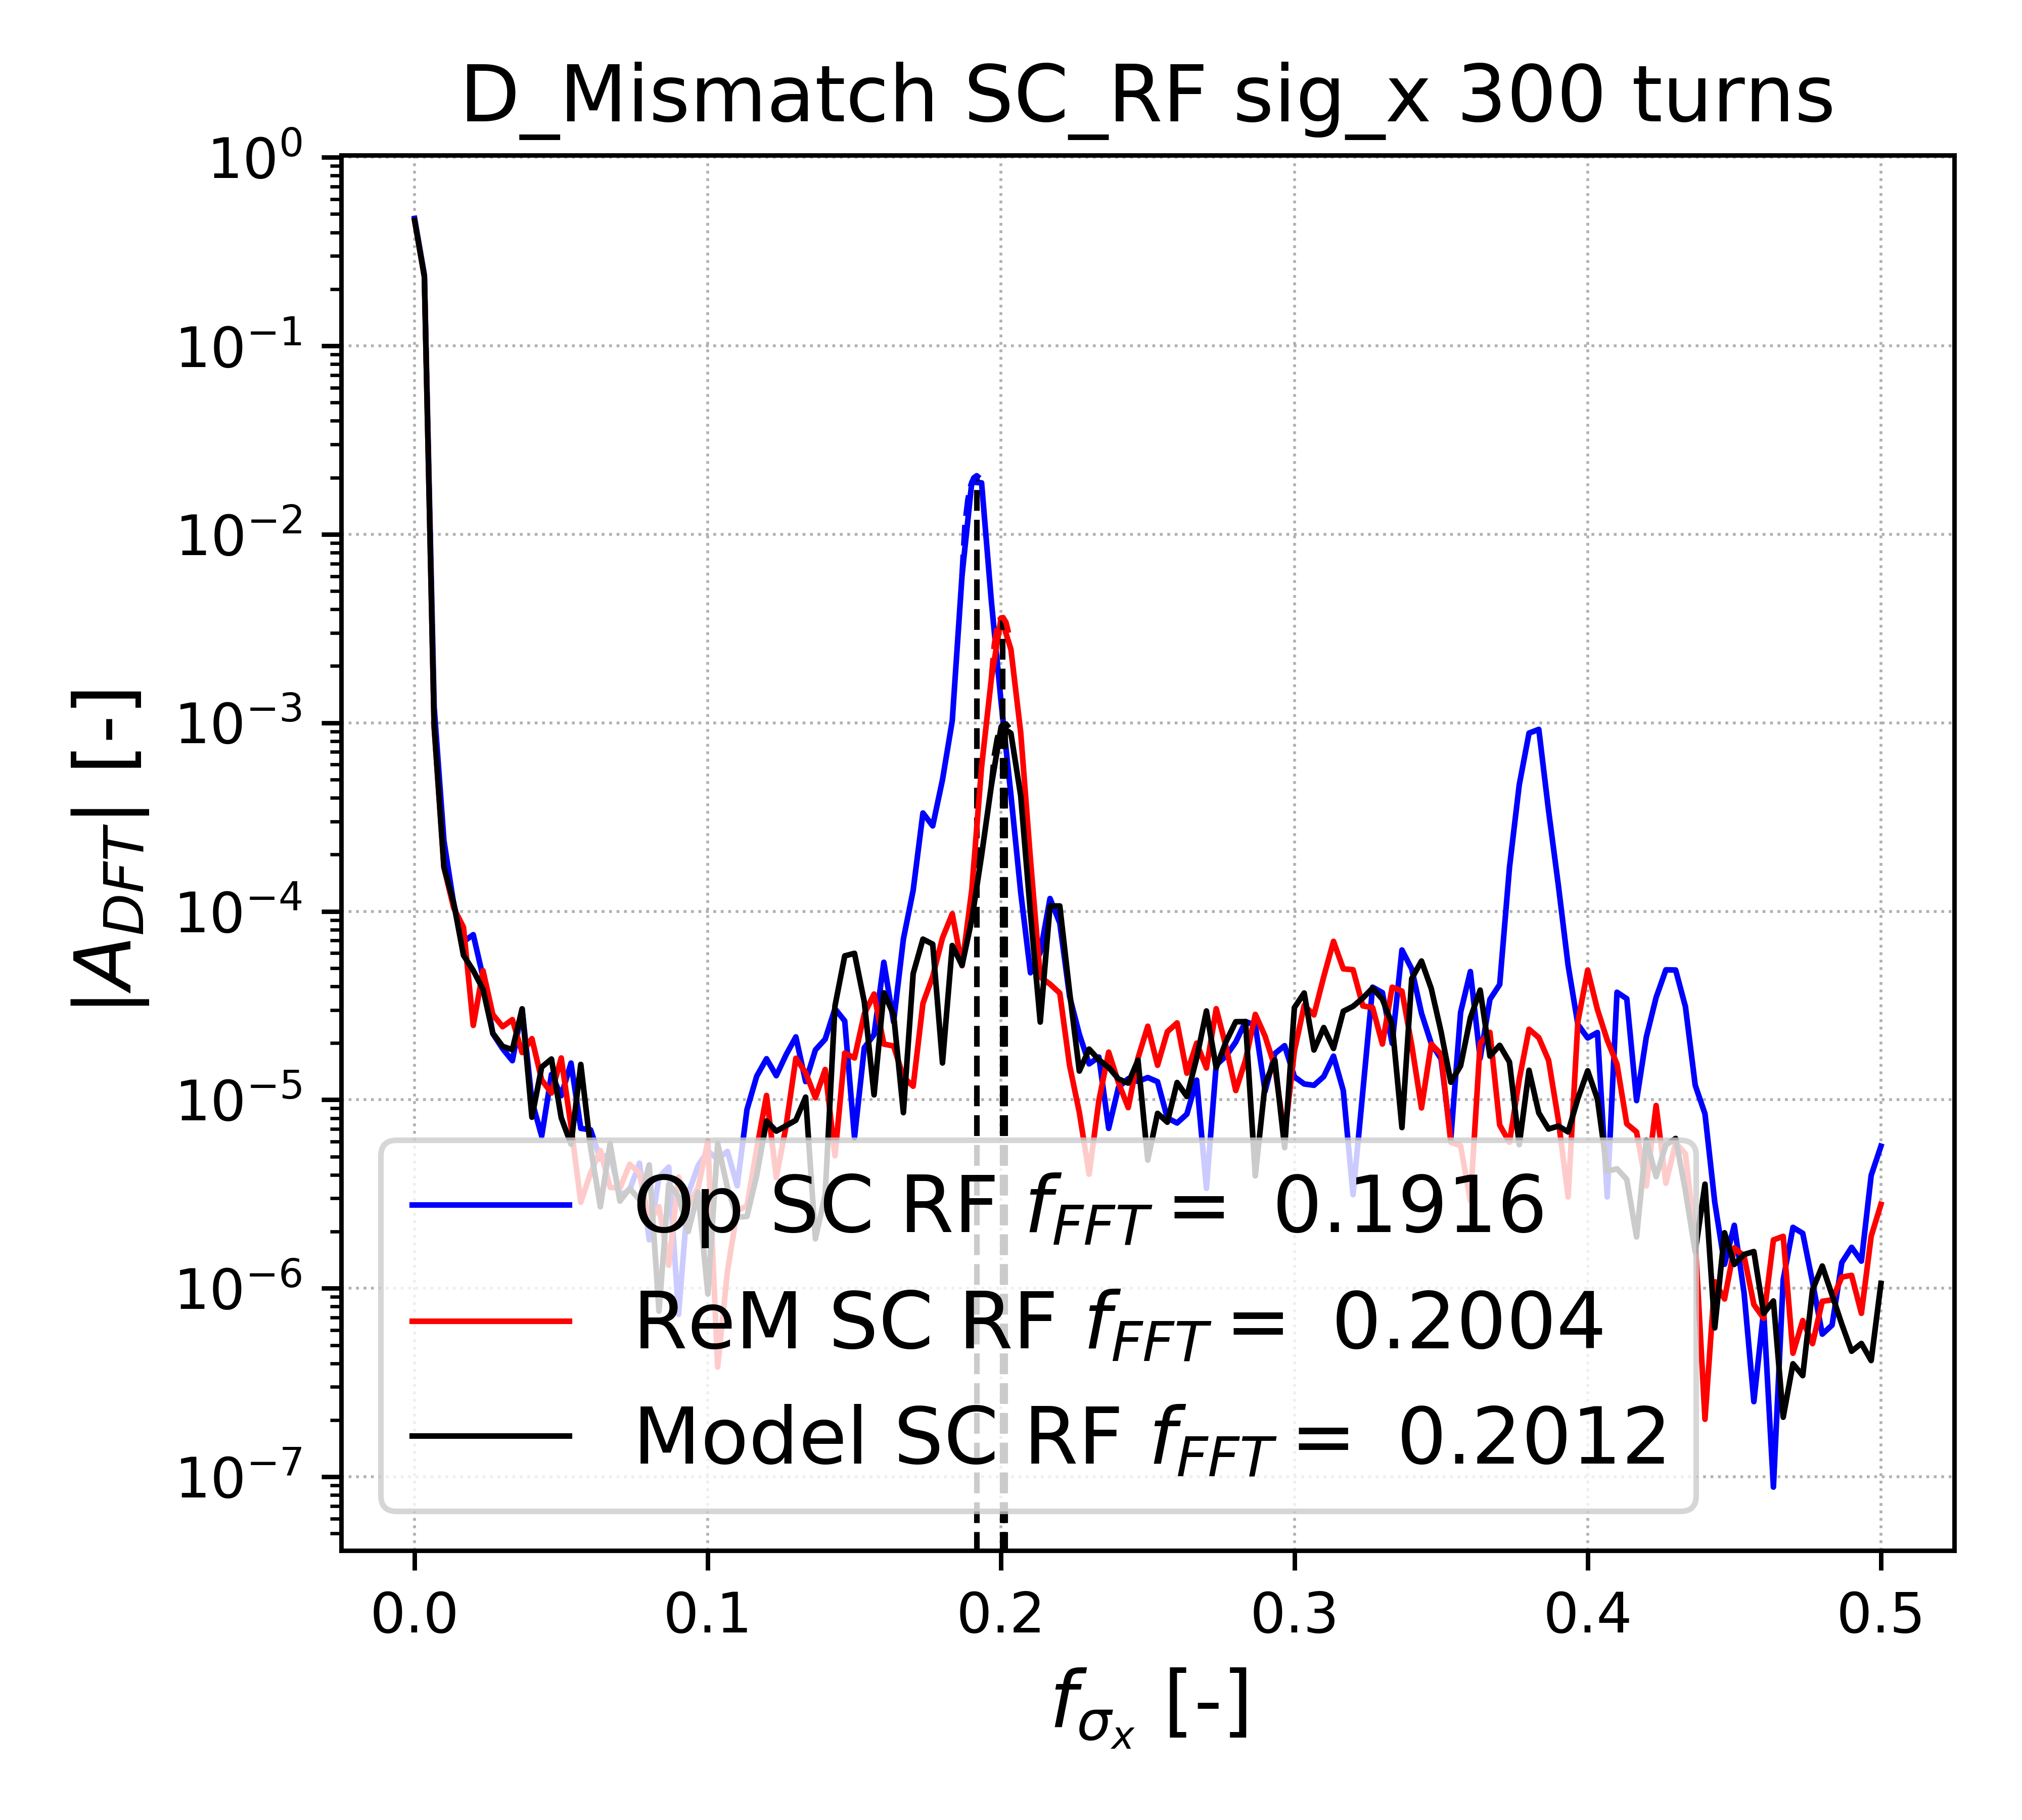 D_Mismatch SC_RF sig_x 300 turns
10⁰
10⁻¹
10⁻²
10⁻³
10⁻⁴
10⁻⁵
10⁻⁶
10⁻⁷
|A_DFT| [-]
Op SC RF f_FFT = 0.1916
ReM SC RF f_FFT = 0.2004
Model SC RF f_FFT = 0.2012
0.0 0.1 0.2 0.3 0.4 0.5
f_σₓ [-]